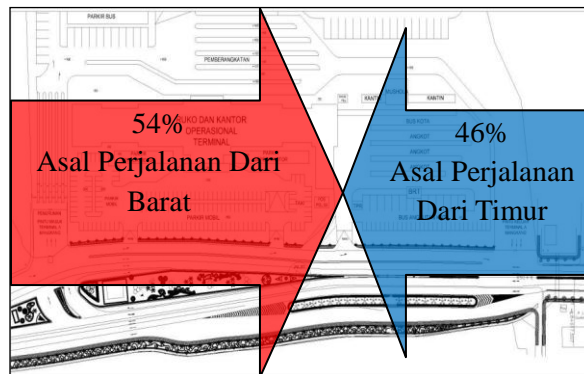 PARKIR BUS
PEMBERANGKATAN
KANTIN
KANTIN
54%
Asal Perjalanan Dari
Barat
RUKO DAN KANTOR
OPERASIONAL
TERMINAL
PARKIR MOBIL
46%
Asal Perjalanan
Dari Timur
BUS KOTA
ANGKOT
ANGKOT